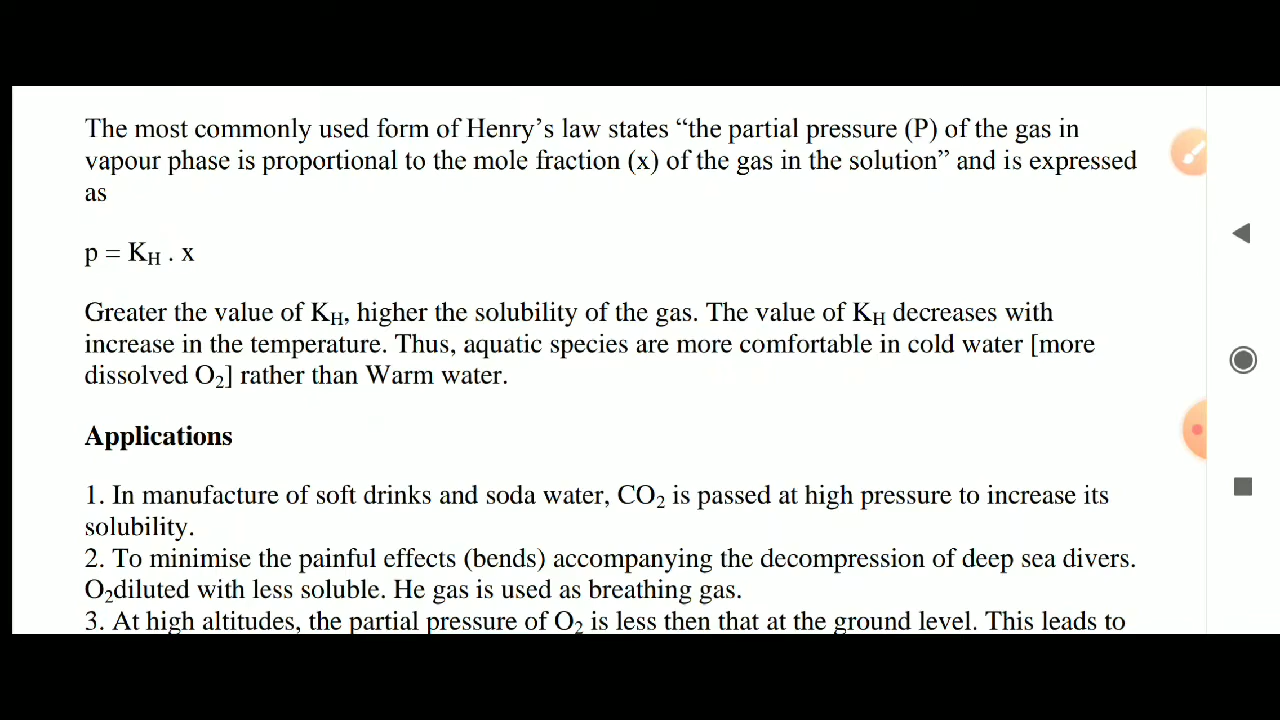 The most commonly used form of Henry’s law states “the partial pressure (P) of the gas in
vapour phase is proportional to the mole fraction (x) of the gas in the solution” and is expressed
as
p = K_H . x
Greater the value of K_H, higher the solubility of the gas. The value of K_H decreases with
increase in the temperature. Thus, aquatic species are more comfortable in cold water [more
dissolved O₂] rather than Warm water.
Applications
1. In manufacture of soft drinks and soda water, CO₂ is passed at high pressure to increase its
solubility.
2. To minimise the painful effects (bends) accompanying the decompression of deep sea divers.
O₂diluted with less soluble. He gas is used as breathing gas.
3. At high altitudes, the partial pressure of O₂ is less then that at the ground level. This leads to